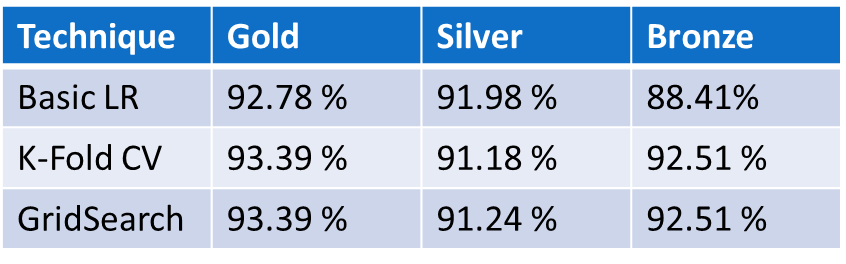 Technique Gold Silver Bronze
Basic LR 92.78 % 91.98 % 88.41%
K-Fold CV 93.39 % 91.18 % 92.51 %
GridSearch 93.39 % 91.24 % 92.51 %